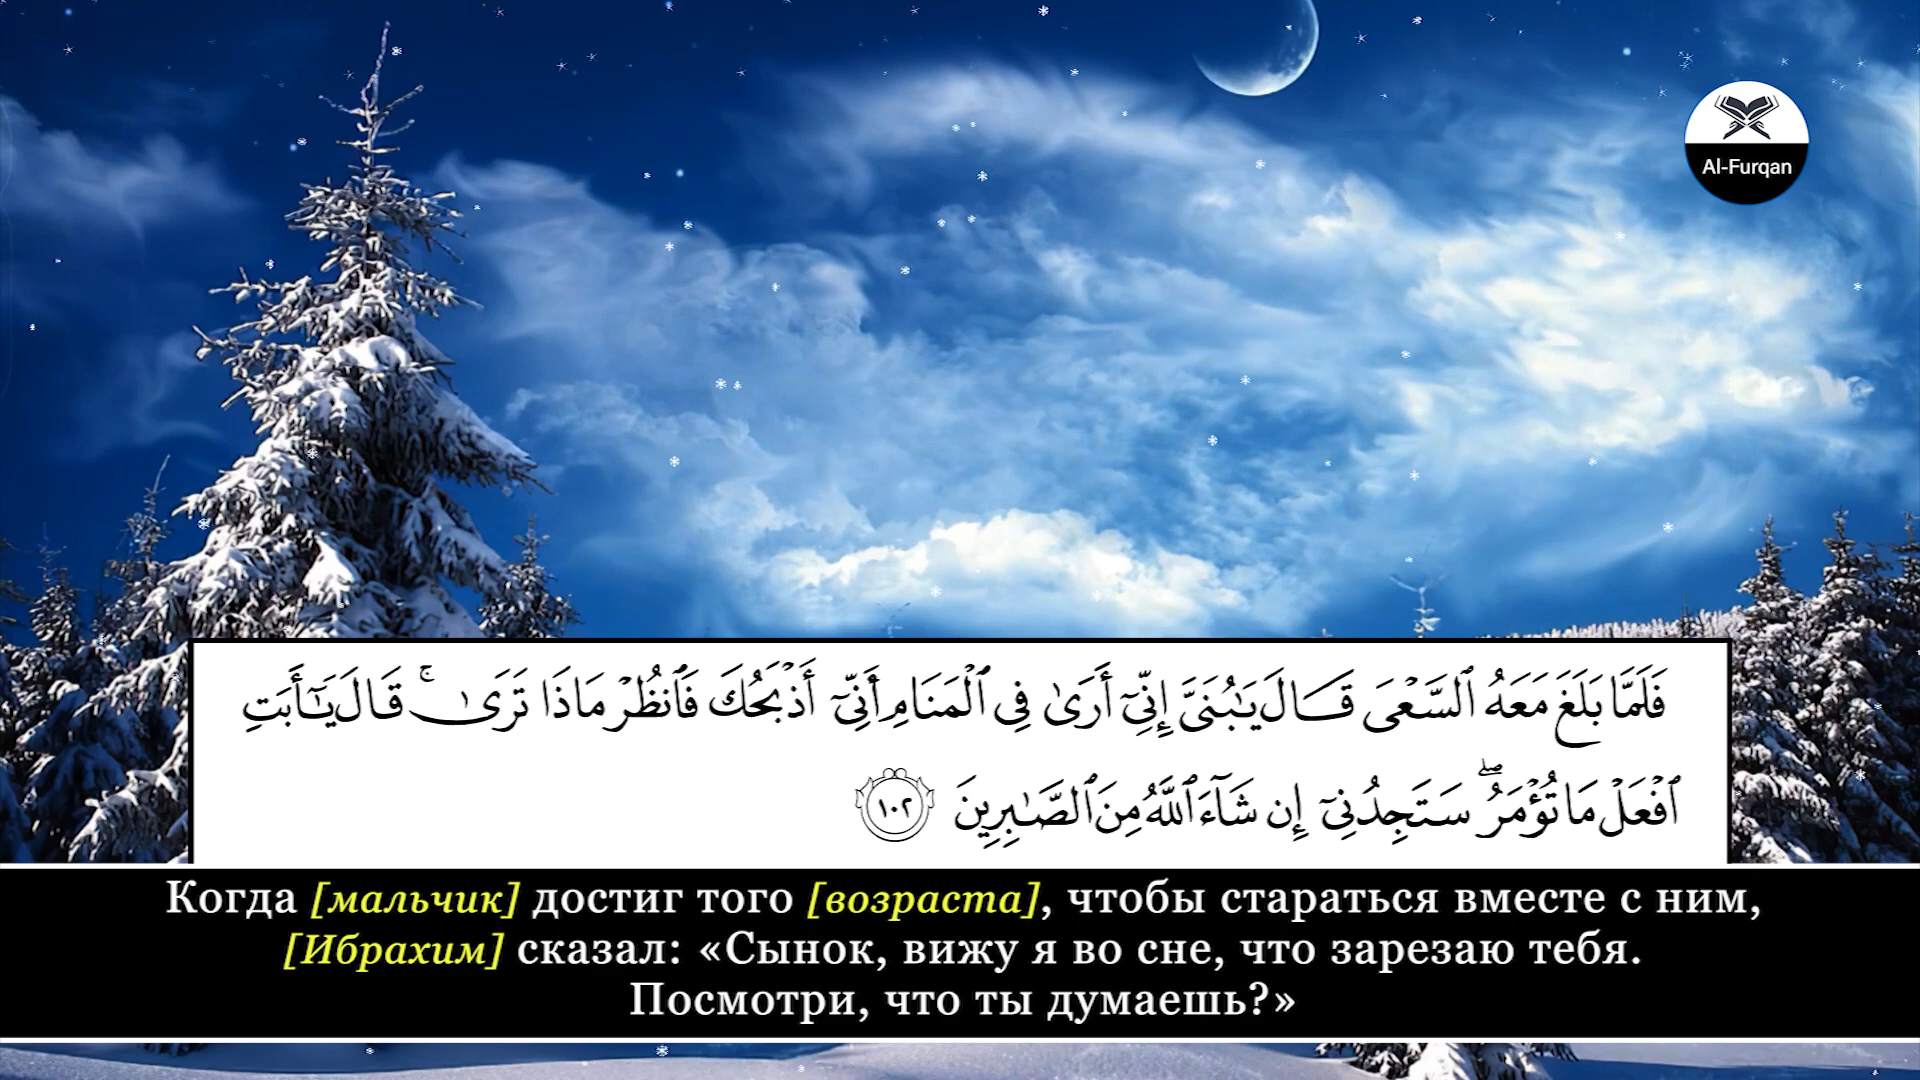 Al-Furqan
فَلَمَّا بَلَغَ مَعَهُ ٱلسَّعْىَ قَالَ يَـٰبُنَىَّ إِنِّىٓ أَرَىٰ فِى ٱلْمَنَامِ أَنِّىٓ أَذْبَحُكَ فَٱنظُرْ مَاذَا تَرَىٰ ۚ قَالَ يَـٰٓأَبَتِ
ٱفْعَلْ مَا تُؤْمَرُ ۖ سَتَجِدُنِىٓ إِن شَآءَ ٱللَّهُ مِنَ ٱلصَّـٰبِرِينَ ١٠٢
Когда [мальчик] достиг того [возраста], чтобы стараться вместе с ним,
[Ибрахим] сказал: «Сынок, вижу я во сне, что зарезаю тебя.
Посмотри, что ты думаешь?»